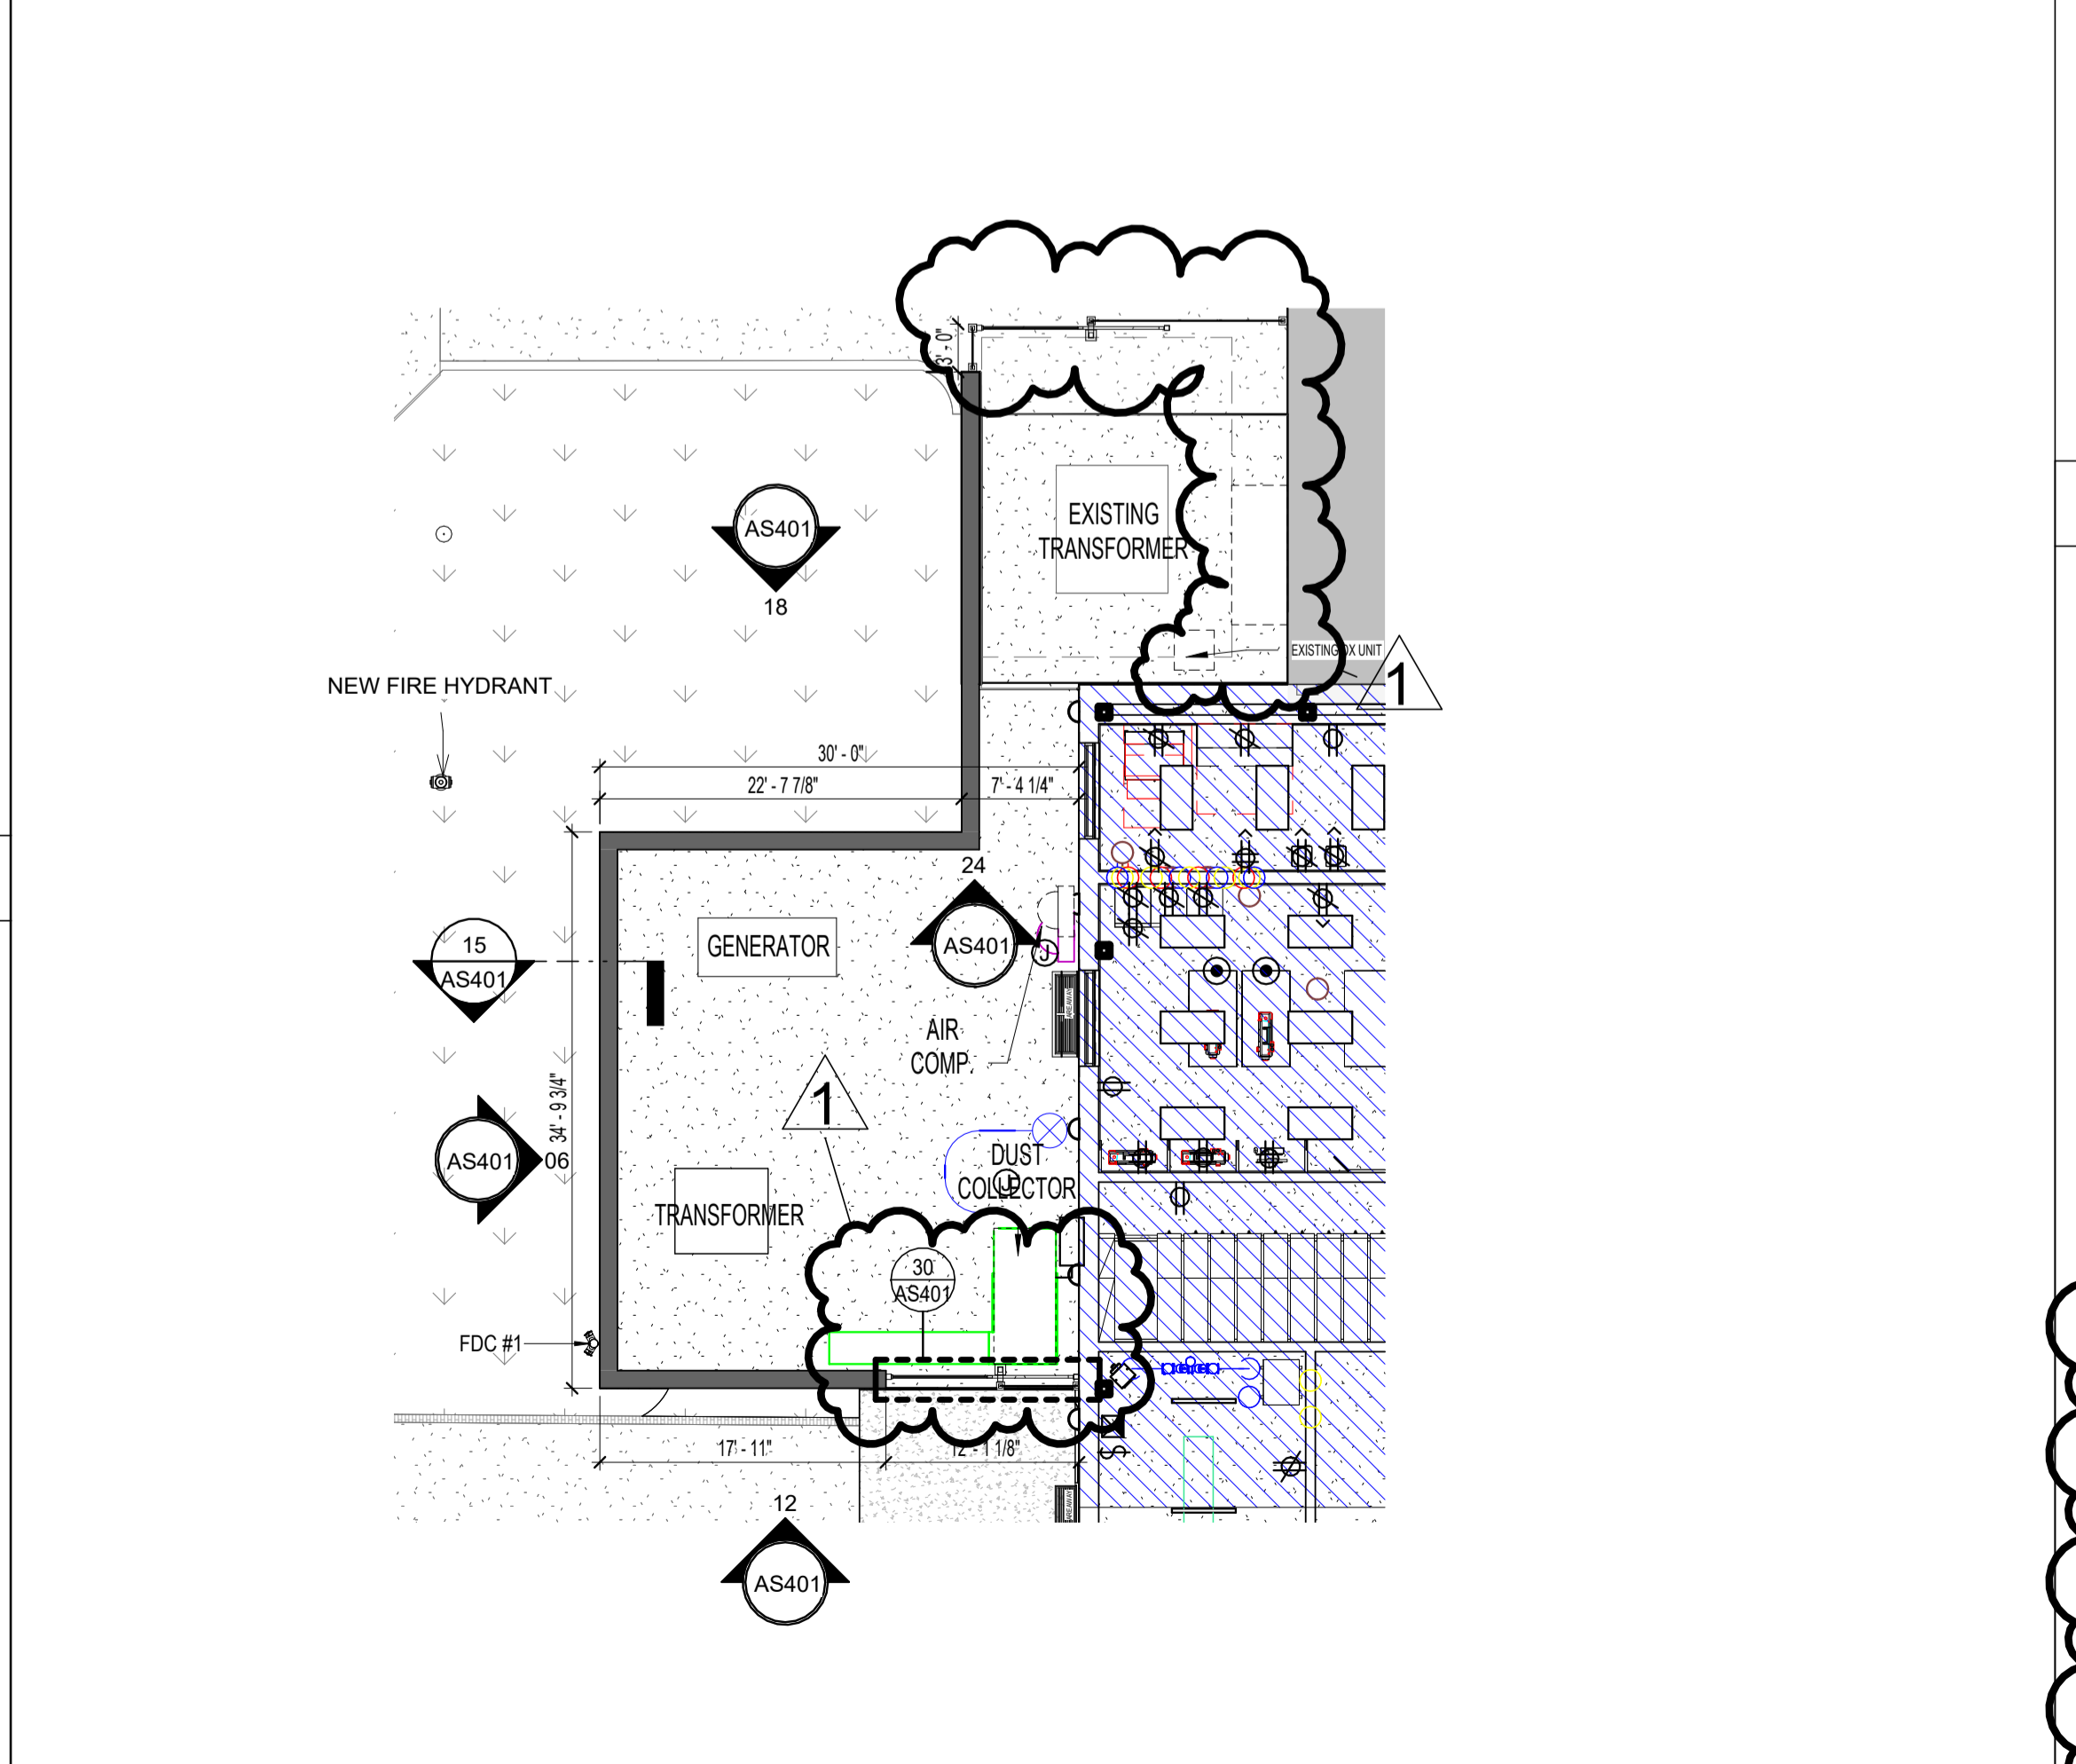 3' - 0"
EXISTING
TRANSFORMER
AS401
18
EXISTING DX UNIT
1
NEW FIRE HYDRANT
30' - 0"
22' - 7 7/8"
7' - 4 1/4"
24
AS401
15
AS401
GENERATOR
J
AREAWAY
AIR
COMP.
1
34' - 9 3/4"
AS401
06
DUST
COLLECTOR
J
TRANSFORMER
30
AS401
FDC #1
17' - 11"
12' - 1 1/8"
AREAWAY
12
AS401